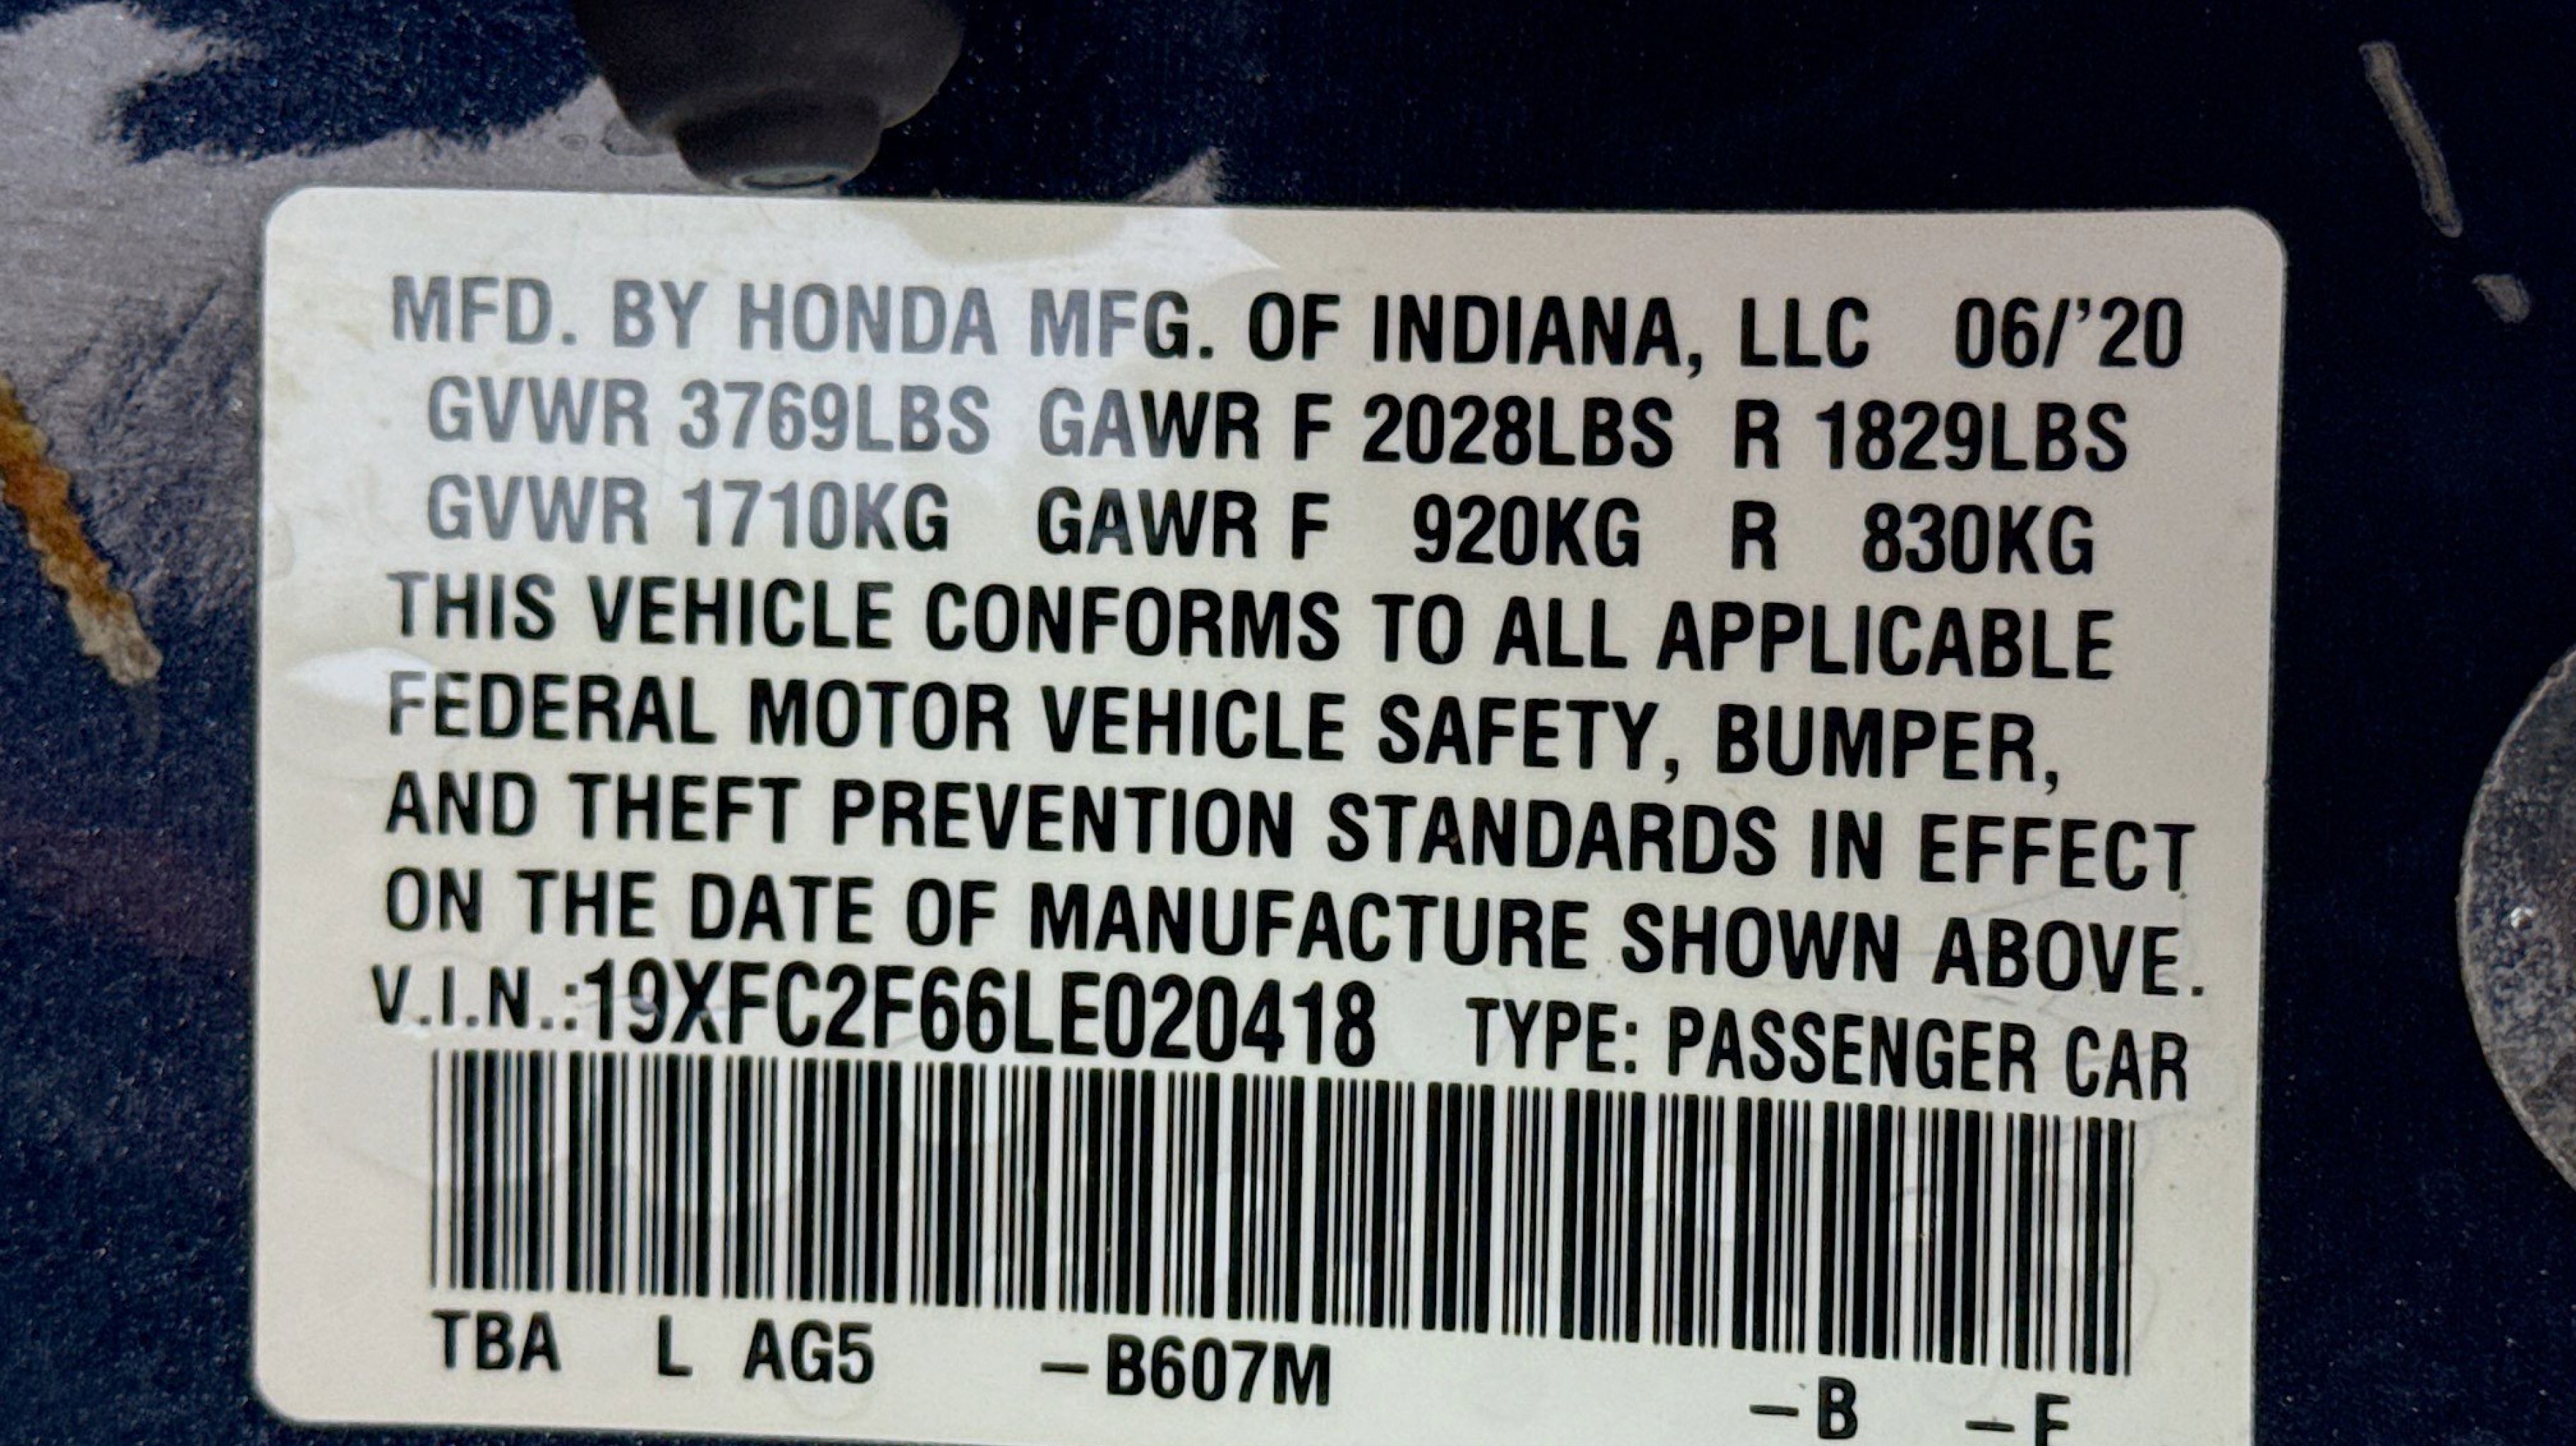 MFD. BY HONDA MFG. OF INDIANA, LLC 06/'20
GVWR 3769LBS GAWR F 2028LBS R 1829LBS
GVWR 1710KG GAWR F 920KG R 830KG
THIS VEHICLE CONFORMS TO ALL APPLICABLE
FEDERAL MOTOR VEHICLE SAFETY, BUMPER,
AND THEFT PREVENTION STANDARDS IN EFFECT
ON THE DATE OF MANUFACTURE SHOWN ABOVE.
V.I.N.:19XFC2F66LE020418 TYPE: PASSENGER CAR
TBA L AG5 –B607M –B